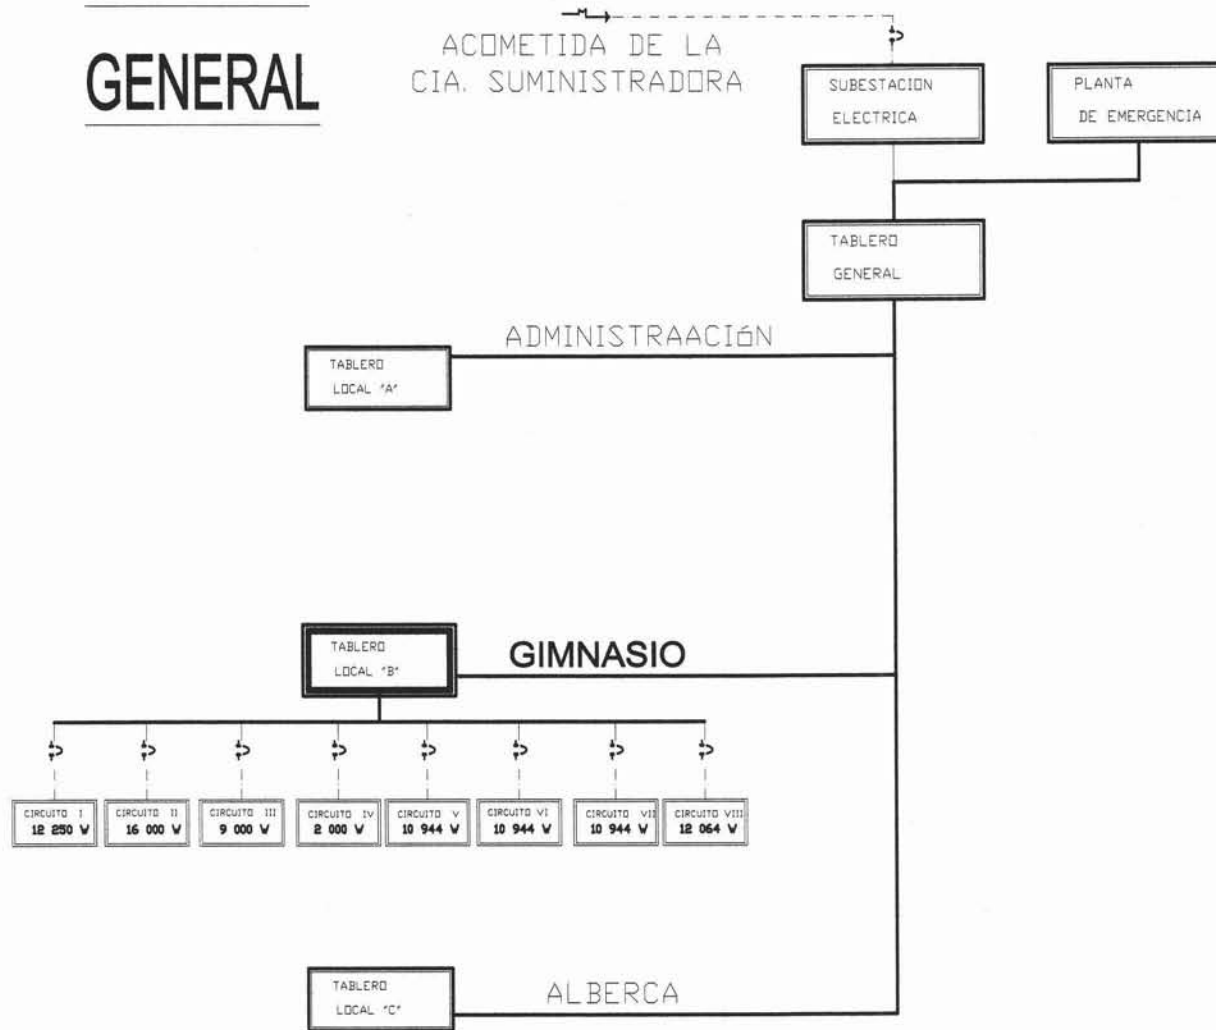 GENERAL
ACOMETIDA DE LA
CIA. SUMINISTRADORA
SUBESTACION
ELECTRICA
PLANTA
DE EMERGENCIA
TABLERO
GENERAL
ADMINISTRAACIÓN
TABLERO
LOCAL "A"
TABLERO
LOCAL "B"
GIMNASIO
CIRCUITO I
12 250 W
CIRCUITO II
16 000 W
CIRCUITO III
9 000 W
CIRCUITO IV
2 000 W
CIRCUITO V
10 944 W
CIRCUITO VI
10 944 W
CIRCUITO VII
10 944 W
CIRCUITO VIII
12 064 W
TABLERO
LOCAL "C"
ALBERCA